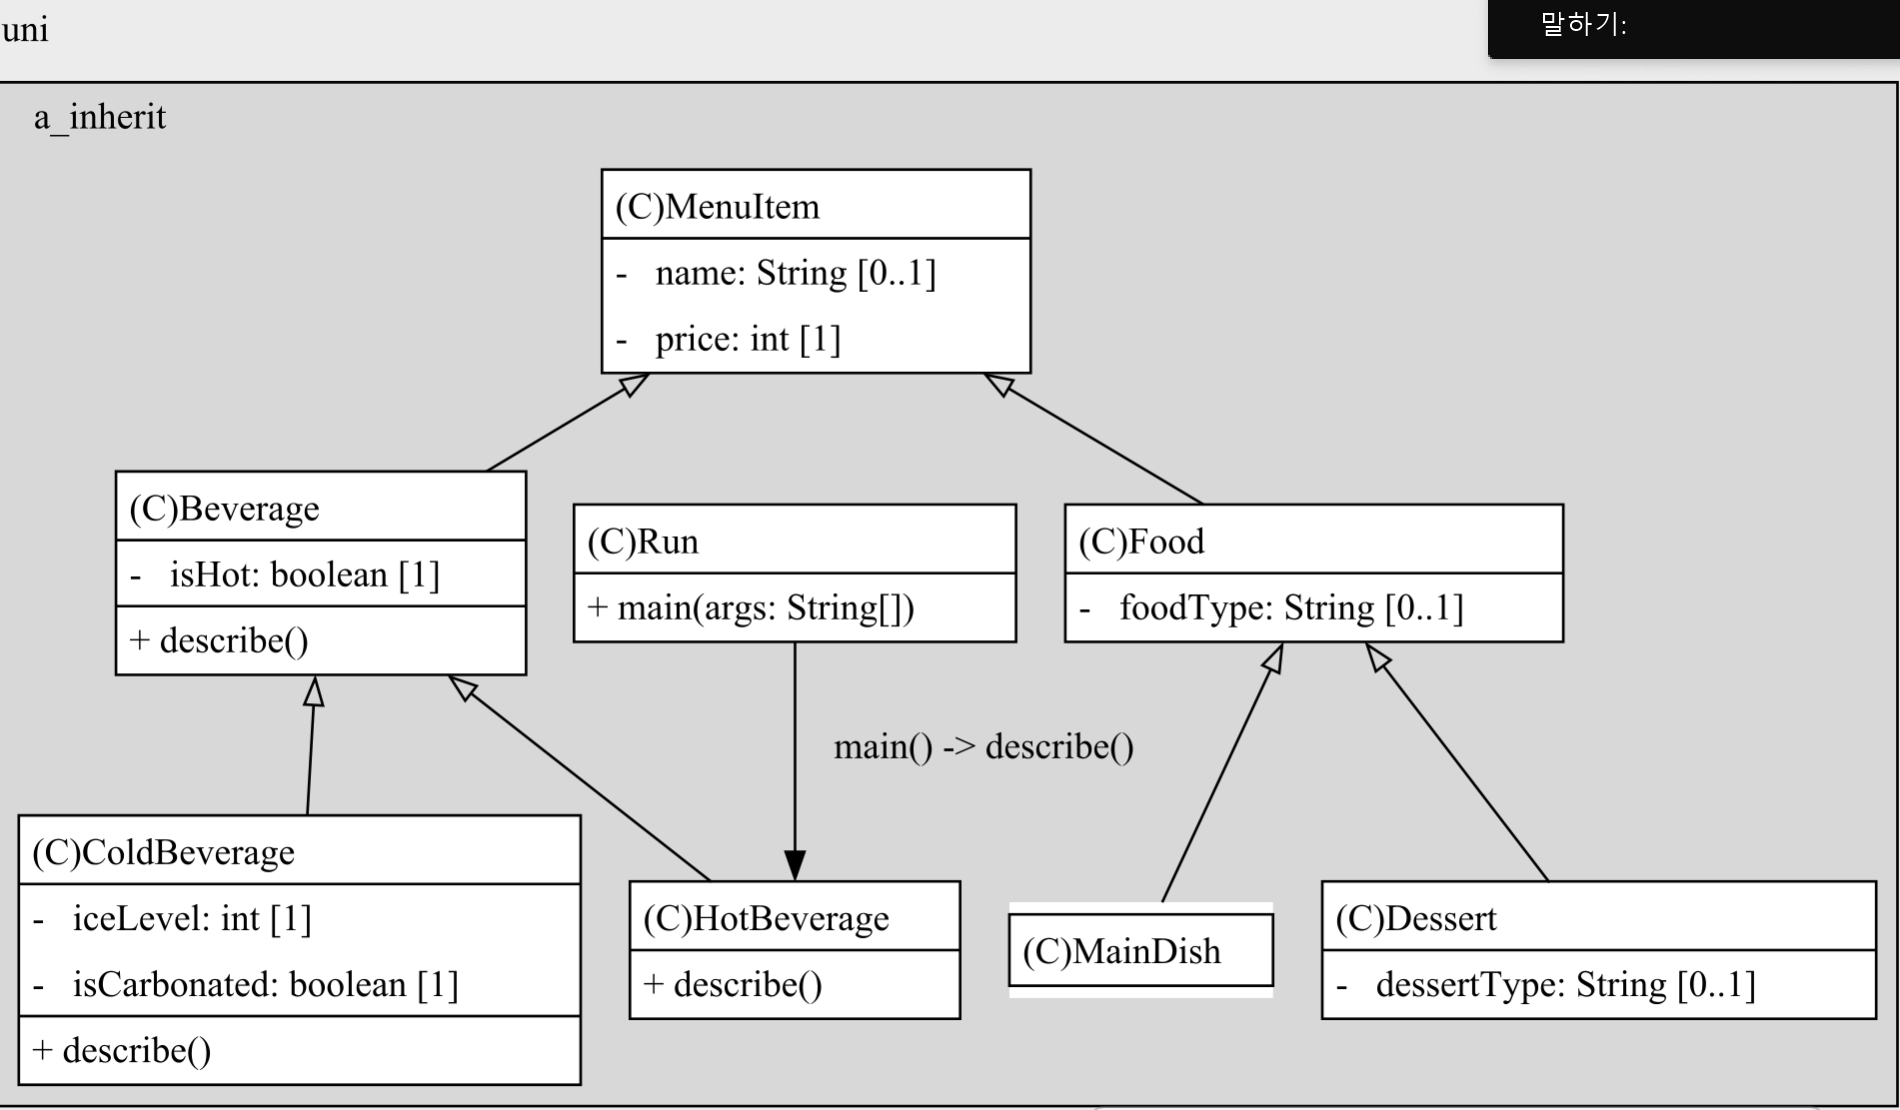 uni
말하기:
a_inherit
(C)MenuItem
- name: String [0..1]
- price: int [1]
(C)Beverage
- isHot: boolean [1]
+ describe()
(C)Run
+ main(args: String[])
(C)Food
- foodType: String [0..1]
main() -> describe()
(C)ColdBeverage
- iceLevel: int [1]
- isCarbonated: boolean [1]
+ describe()
(C)HotBeverage
+ describe()
(C)MainDish
(C)Dessert
- dessertType: String [0..1]